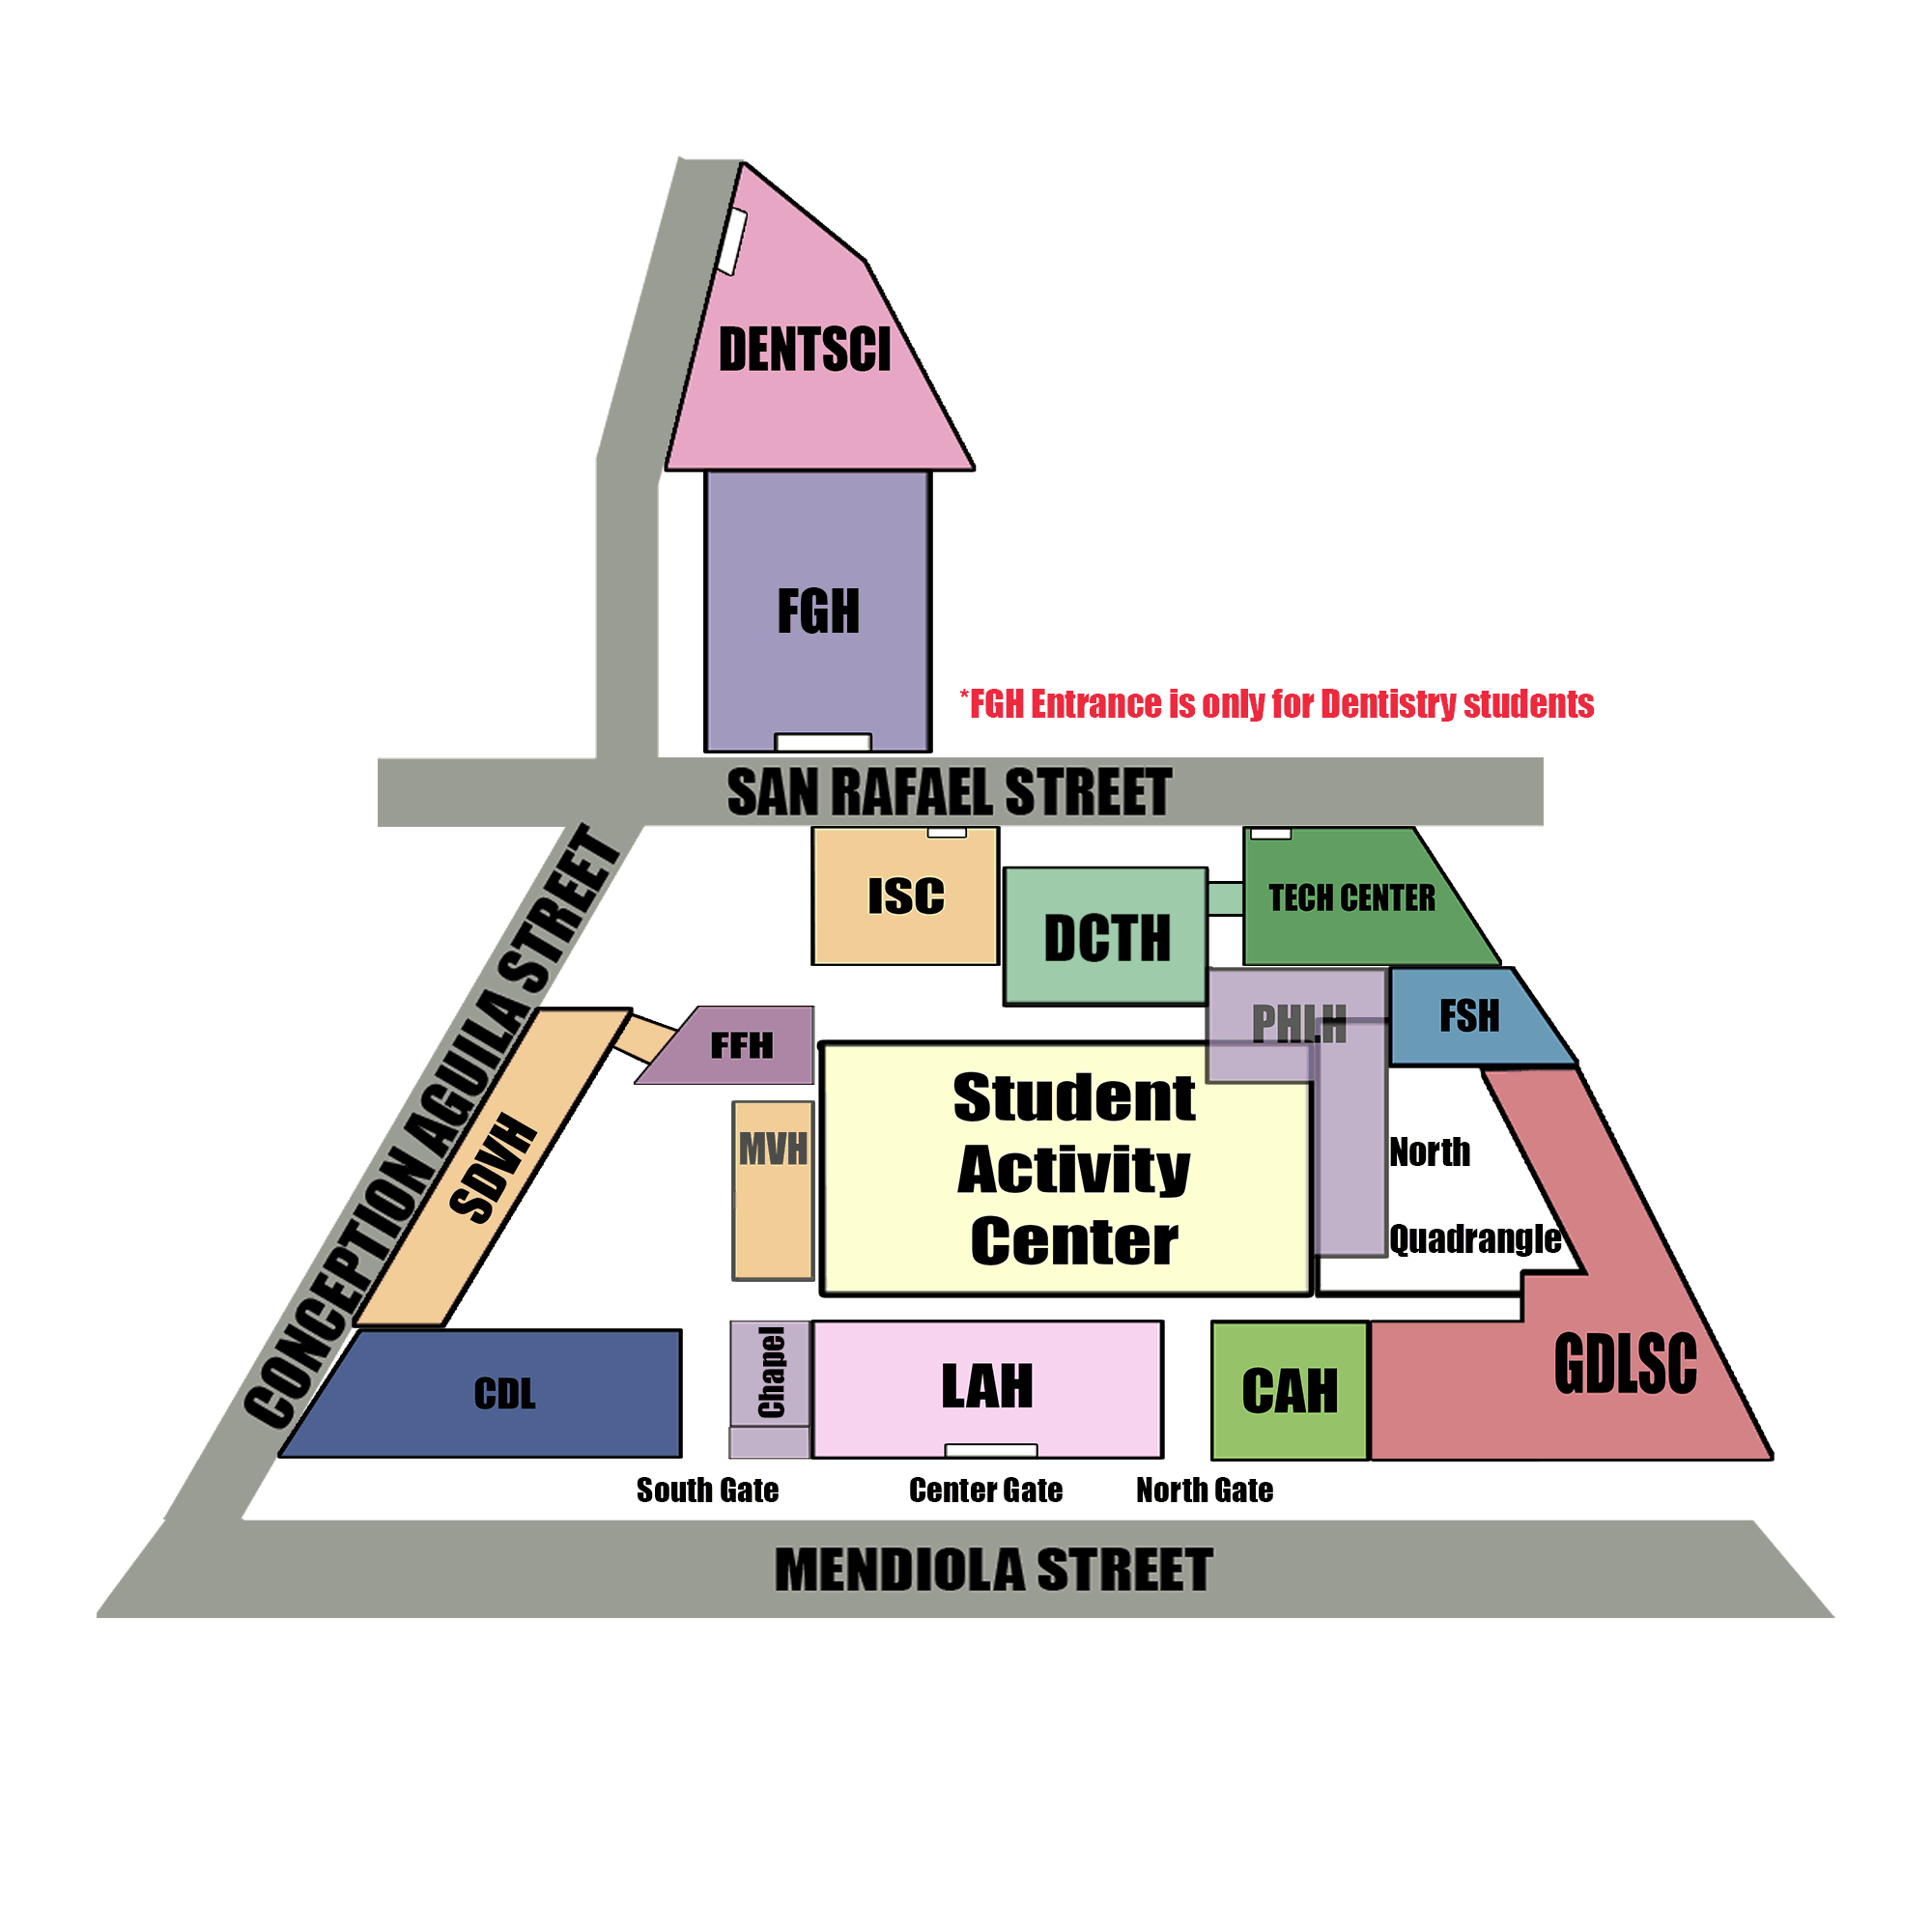 DENTSCI
FGH
*FGH Entrance is only for Dentistry students
SAN RAFAEL STREET
CONCEPTION AGUILA STREET
ISC
DCTH
TECH CENTER
PHLH
FSH
FFH
SDVH
MVH
Student
Activity
Center
North
Quadrangle
CDL
Chapel
LAH
CAH
GDLSC
South Gate
Center Gate
North Gate
MENDIOLA STREET